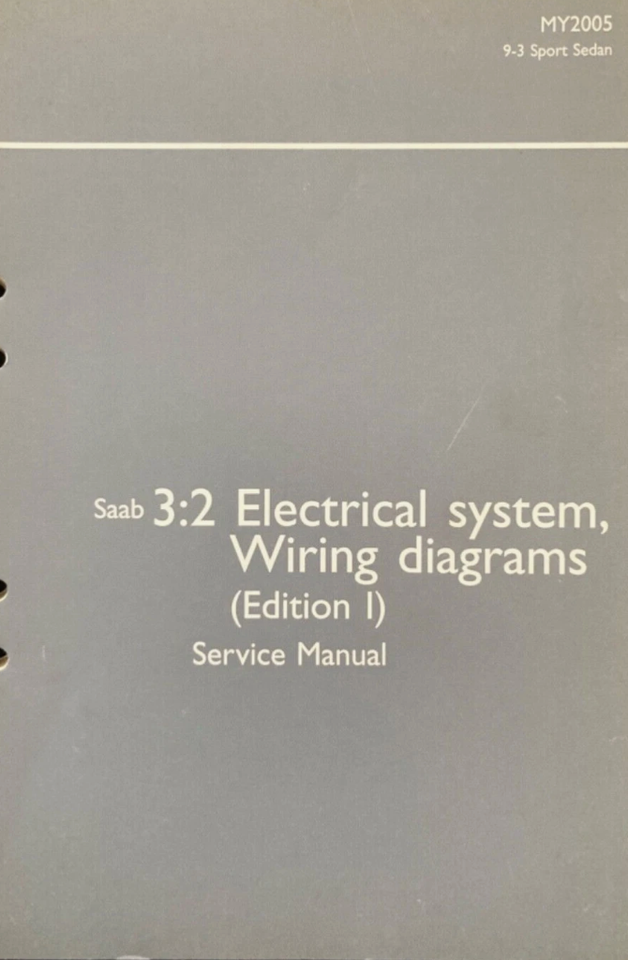 MY2005
9-3 Sport Sedan
Saab 3:2 Electrical system,
Wiring diagrams
(Edition 1)
Service Manual